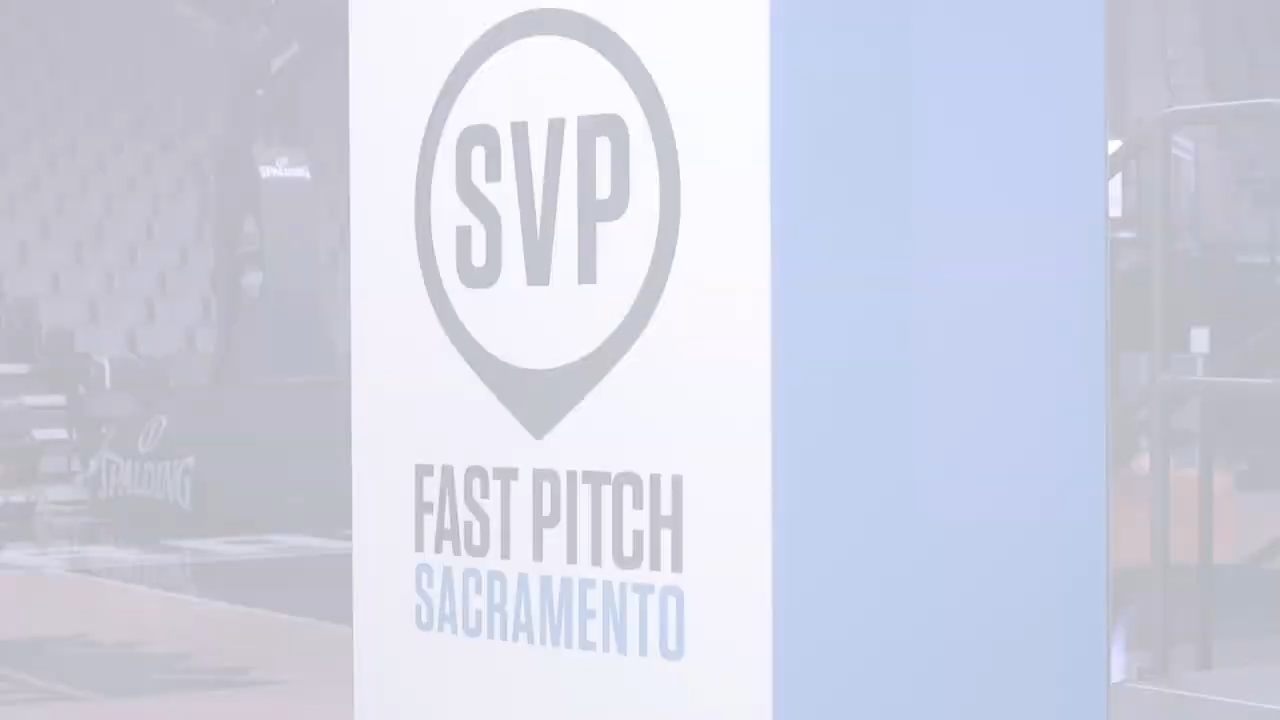 SPALDING
SVP
SPALDING
FAST PITCH
SACRAMENTO